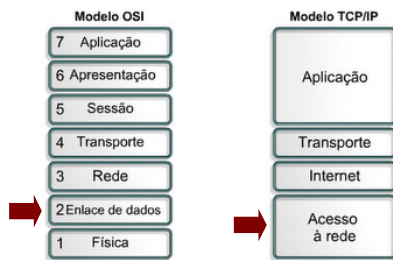 Modelo OSI
7 Aplicação
6 Apresentação
5 Sessão
4 Transporte
3 Rede
2 Enlace de dados
1 Física
Modelo TCP/IP
Aplicação
Transporte
Internet
Acesso
à rede